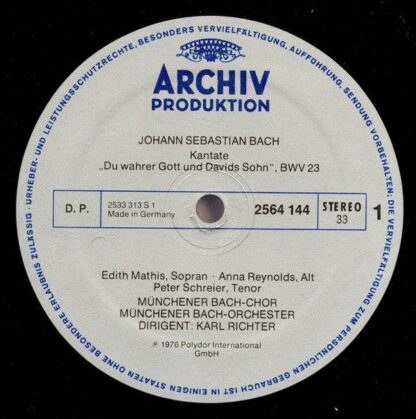 URHEBER- UND LEISTUNGSSCHUTZRECHTE, BESONDERS VERVIELFÄLTIGUNG, AUFFÜHRUNG, SENDUNG VORBEHALTEN; DIE VERVIELFÄLTIGUNG ZUM PERSÖNLICHEN GEBRAUCH IST IN EINIGEN STAATEN OHNE BESONDERE ERLAUBNIS ZULÄSSIG ·
ARCHIV
PRODUKTION
JOHANN SEBASTIAN BACH
Kantate
„Du wahrer Gott und Davids Sohn“, BWV 23
D. P.
2533 313 S 1
Made in Germany
2564 144
STEREO
33
1
Edith Mathis, Sopran · Anna Reynolds, Alt
Peter Schreier, Tenor
MÜNCHENER BACH-CHOR
MÜNCHENER BACH-ORCHESTER
DIRIGENT: KARL RICHTER
℗ 1976 Polydor International
GmbH